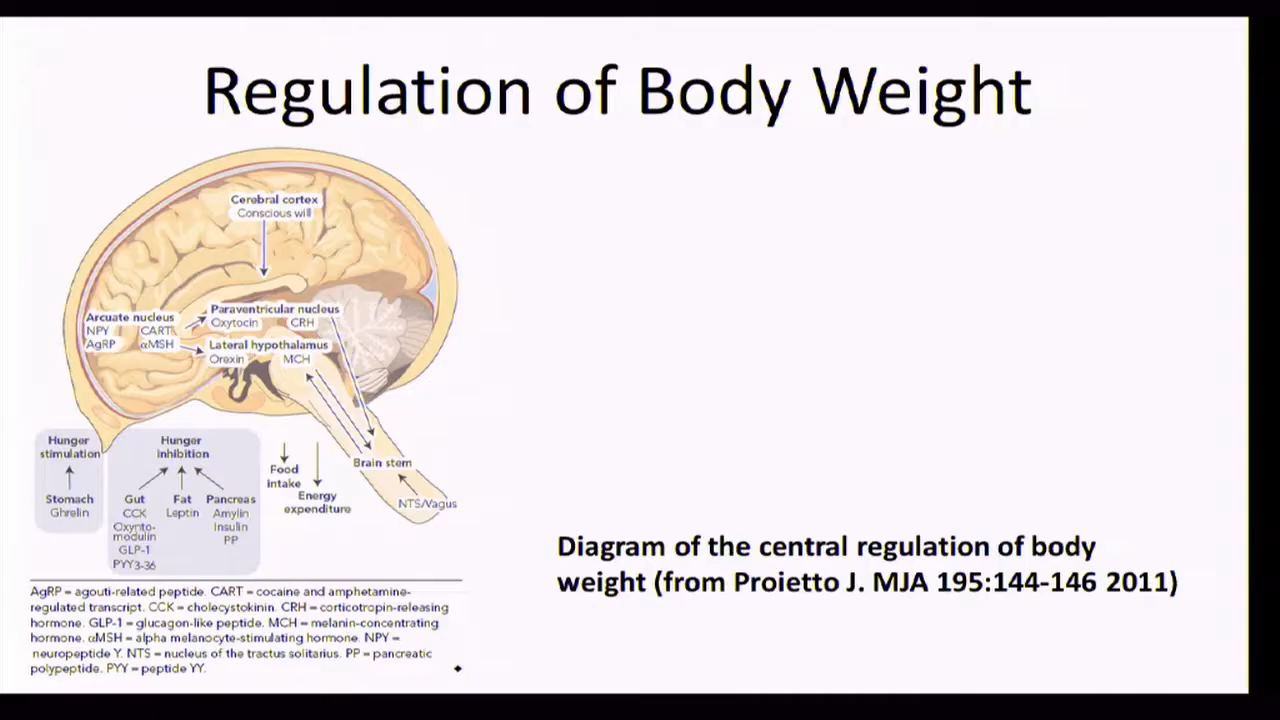 Regulation of Body Weight
Cerebral cortex
Conscious will
Arcuate nucleus
NPY CART
AgRP αMSH
Paraventricular nucleus
Oxytocin CRH
Lateral hypothalamus
Orexin MCH
Hunger
stimulation
Stomach
Ghrelin
Hunger
inhibition
Gut
CCK
Oxynto-
modulin
GLP-1
PYY3-36
Fat
Leptin
Pancreas
Amylin
Insulin
PP
Food
intake
Energy
expenditure
Brain stem
NTS/Vagus
AgRP = agouti-related peptide. CART = cocaine and amphetamine-
regulated transcript. CCK = cholecystokinin. CRH = corticotropin-releasing
hormone. GLP-1 = glucagon-like peptide. MCH = melanin-concentrating
hormone. αMSH = alpha melanocyte-stimulating hormone. NPY =
neuropeptide Y. NTS = nucleus of the tractus solitarius. PP = pancreatic
polypeptide. PYY = peptide YY.
Diagram of the central regulation of body
weight (from Proietto J. MJA 195:144-146 2011)